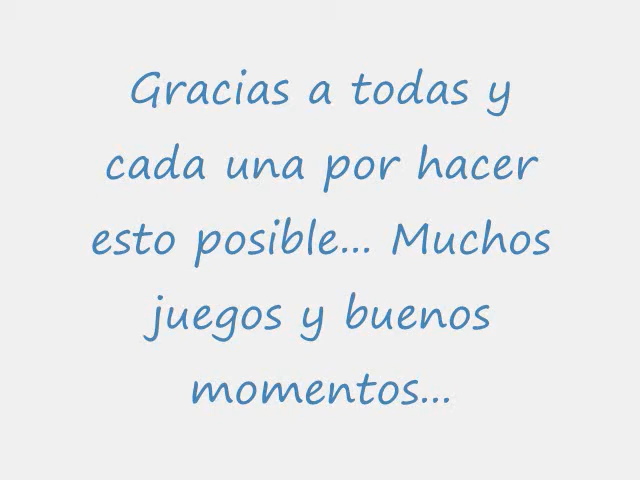 Gracias a todas y
cada una por hacer
esto posible... Muchos
juegos y buenos
momentos...